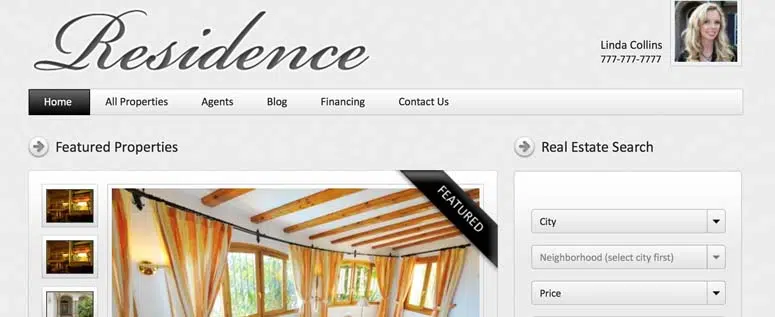 Residence
Linda Collins
777-777-7777
Home All Properties Agents Blog Financing Contact Us
Featured Properties
Real Estate Search
FEATURED
City
Neighborhood (select city first)
Price